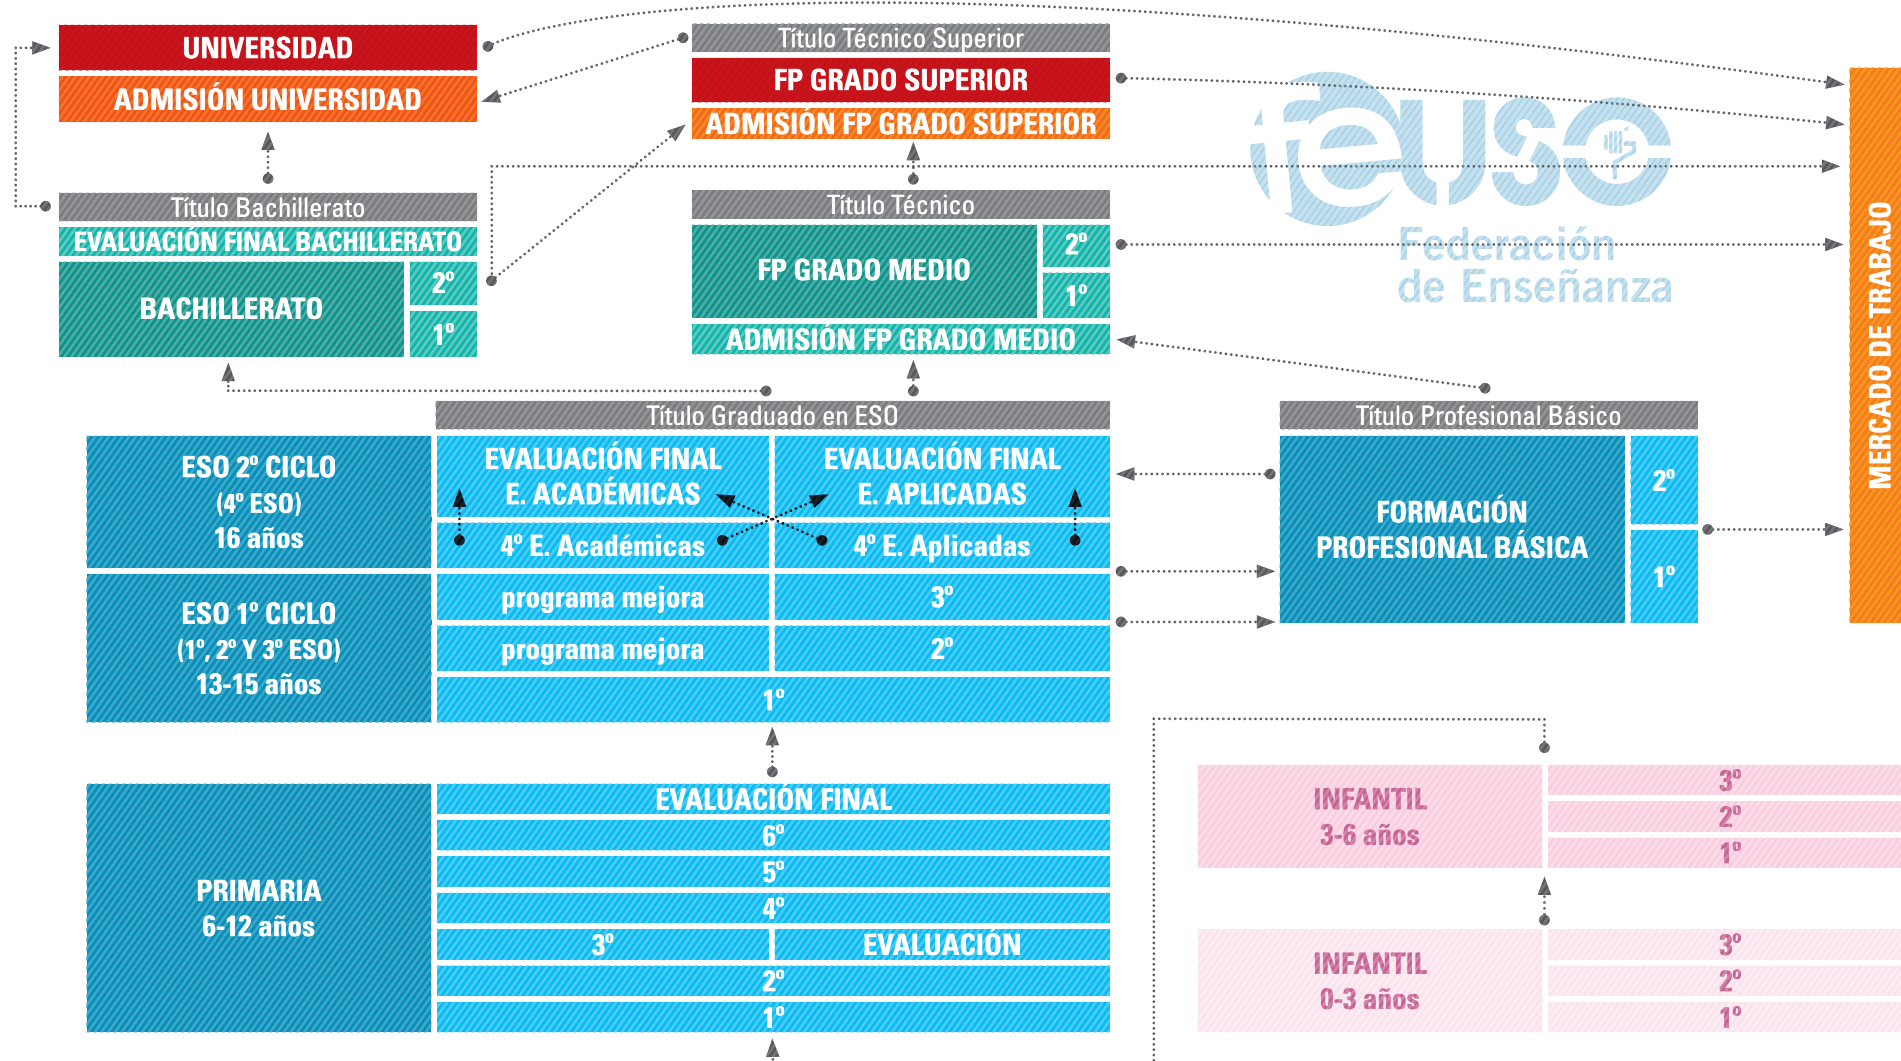 UNIVERSIDAD
ADMISIÓN UNIVERSIDAD
Título Técnico Superior
FP GRADO SUPERIOR
ADMISIÓN FP GRADO SUPERIOR
feuso
Federación
de Enseñanza
Título Bachillerato
EVALUACIÓN FINAL BACHILLERATO
BACHILLERATO
2º
1º
Título Técnico
FP GRADO MEDIO
2º
1º
ADMISIÓN FP GRADO MEDIO
MERCADO DE TRABAJO
Título Graduado en ESO
ESO 2º CICLO
(4º ESO)
16 años
EVALUACIÓN FINAL
E. ACADÉMICAS
EVALUACIÓN FINAL
E. APLICADAS
4º E. Académicas
4º E. Aplicadas
ESO 1º CICLO
(1º, 2º Y 3º ESO)
13-15 años
programa mejora
3º
programa mejora
2º
1º
Título Profesional Básico
FORMACIÓN
PROFESIONAL BÁSICA
2º
1º
PRIMARIA
6-12 años
EVALUACIÓN FINAL
6º
5º
4º
3º
EVALUACIÓN
2º
1º
INFANTIL
3-6 años
3º
2º
1º
INFANTIL
0-3 años
3º
2º
1º